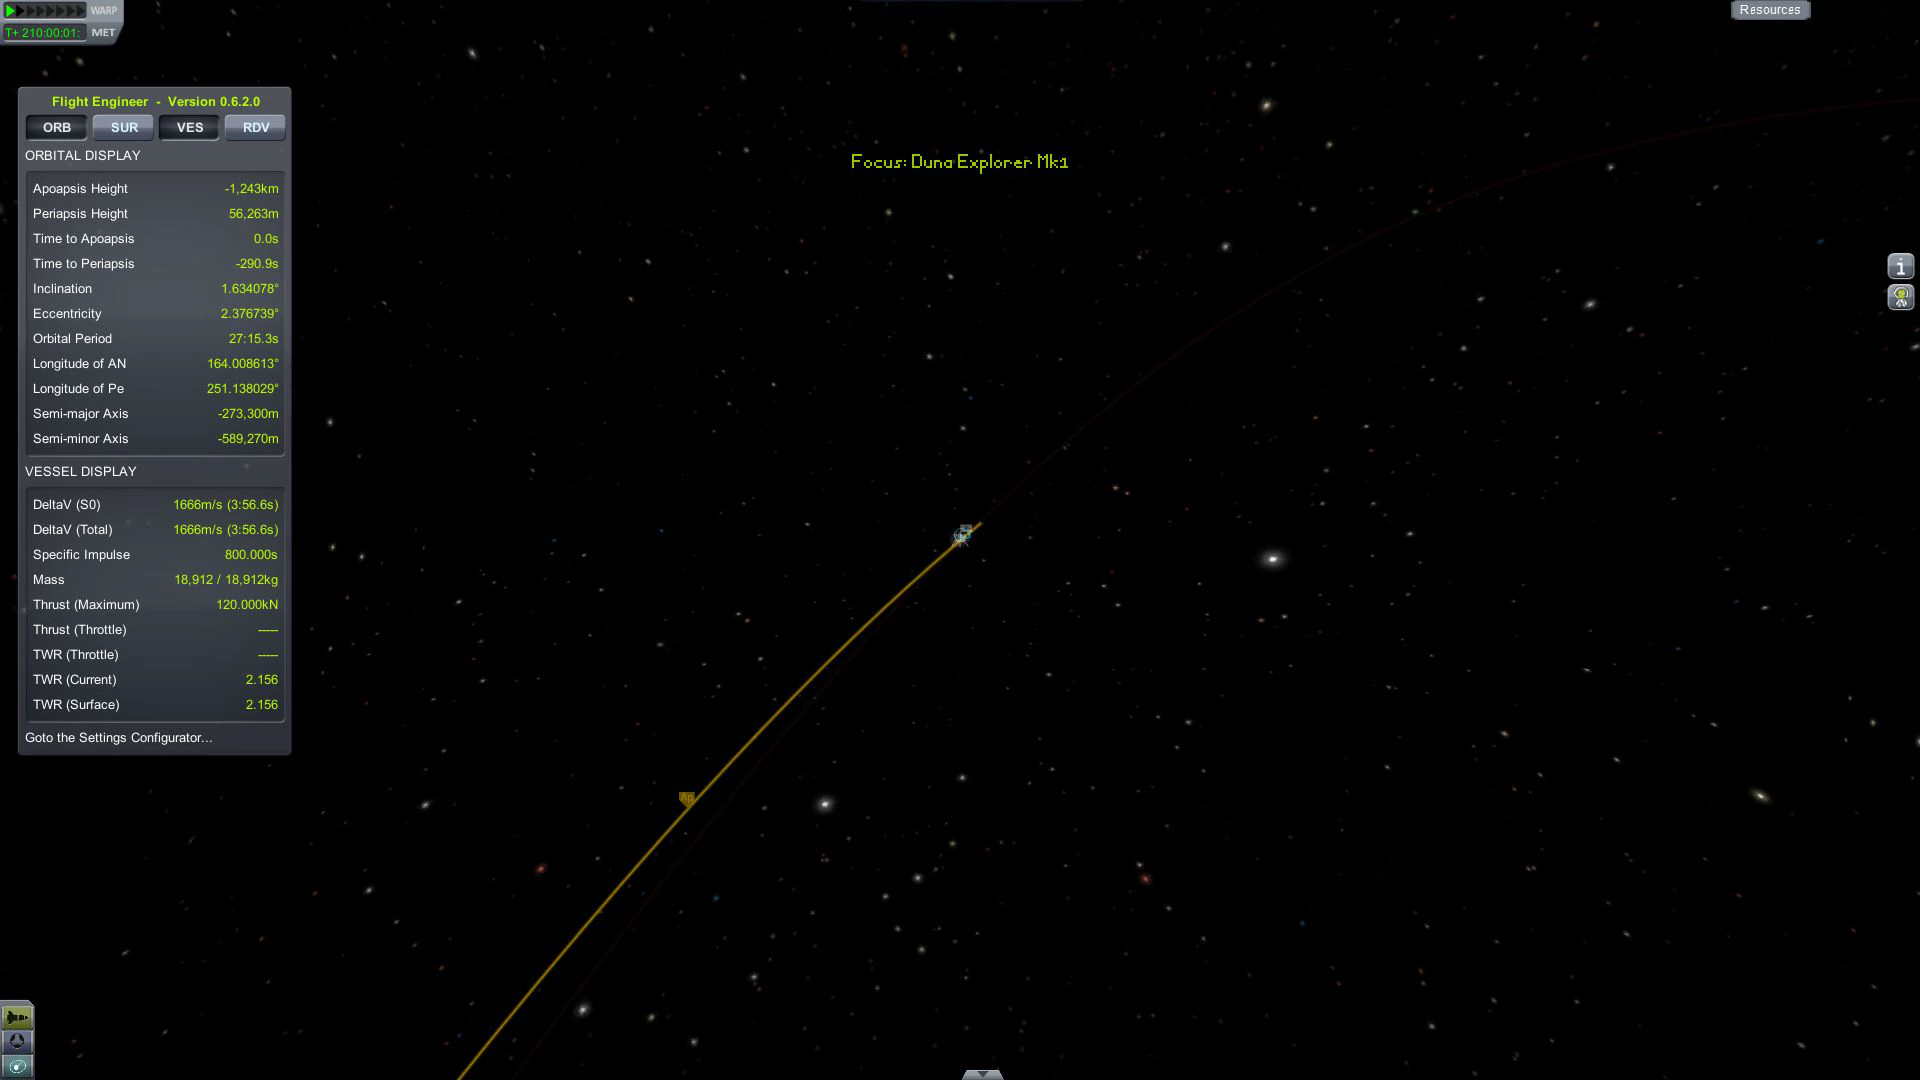 WARP
T+ 210:00:01: MET
Resources
Flight Engineer - Version 0.6.2.0
ORB SUR VES RDV
ORBITAL DISPLAY
Apoapsis Height -1,243km
Periapsis Height 56,263m
Time to Apoapsis 0.0s
Time to Periapsis -290.9s
Inclination 1.634078°
Eccentricity 2.376739°
Orbital Period 27:15.3s
Longitude of AN 164.008613°
Longitude of Pe 251.138029°
Semi-major Axis -273,300m
Semi-minor Axis -589,270m
VESSEL DISPLAY
DeltaV (S0) 1666m/s (3:56.6s)
DeltaV (Total) 1666m/s (3:56.6s)
Specific Impulse 800.000s
Mass 18,912 / 18,912kg
Thrust (Maximum) 120.000kN
Thrust (Throttle) -----
TWR (Throttle) -----
TWR (Current) 2.156
TWR (Surface) 2.156
Goto the Settings Configurator...
Focus: Duna Explorer Mk1
Ap